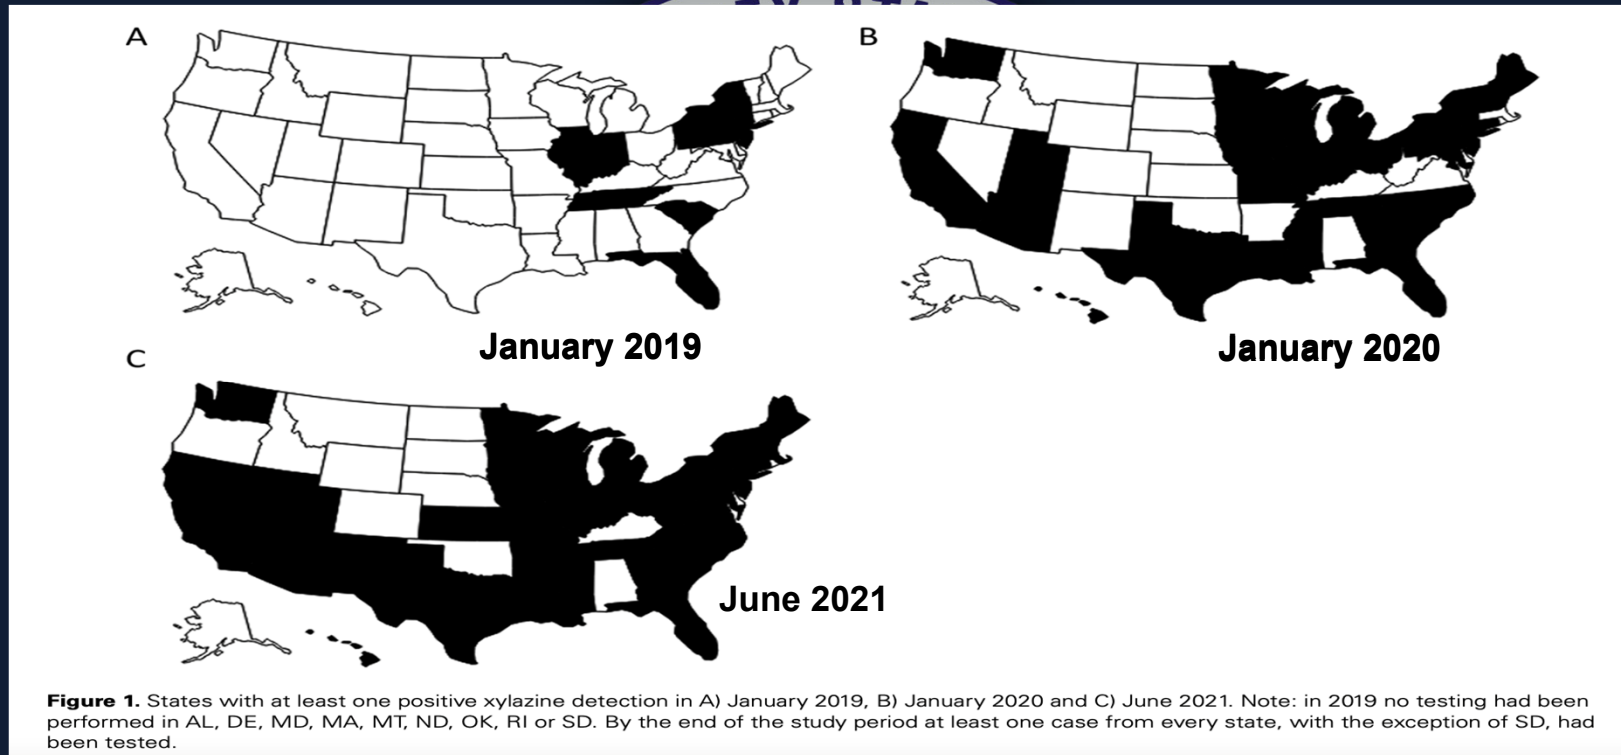 A
B
January 2019
January 2020
C
June 2021
Figure 1. States with at least one positive xylazine detection in A) January 2019, B) January 2020 and C) June 2021. Note: in 2019 no testing had been
performed in AL, DE, MD, MA, MT, ND, OK, RI or SD. By the end of the study period at least one case from every state, with the exception of SD, had
been tested.